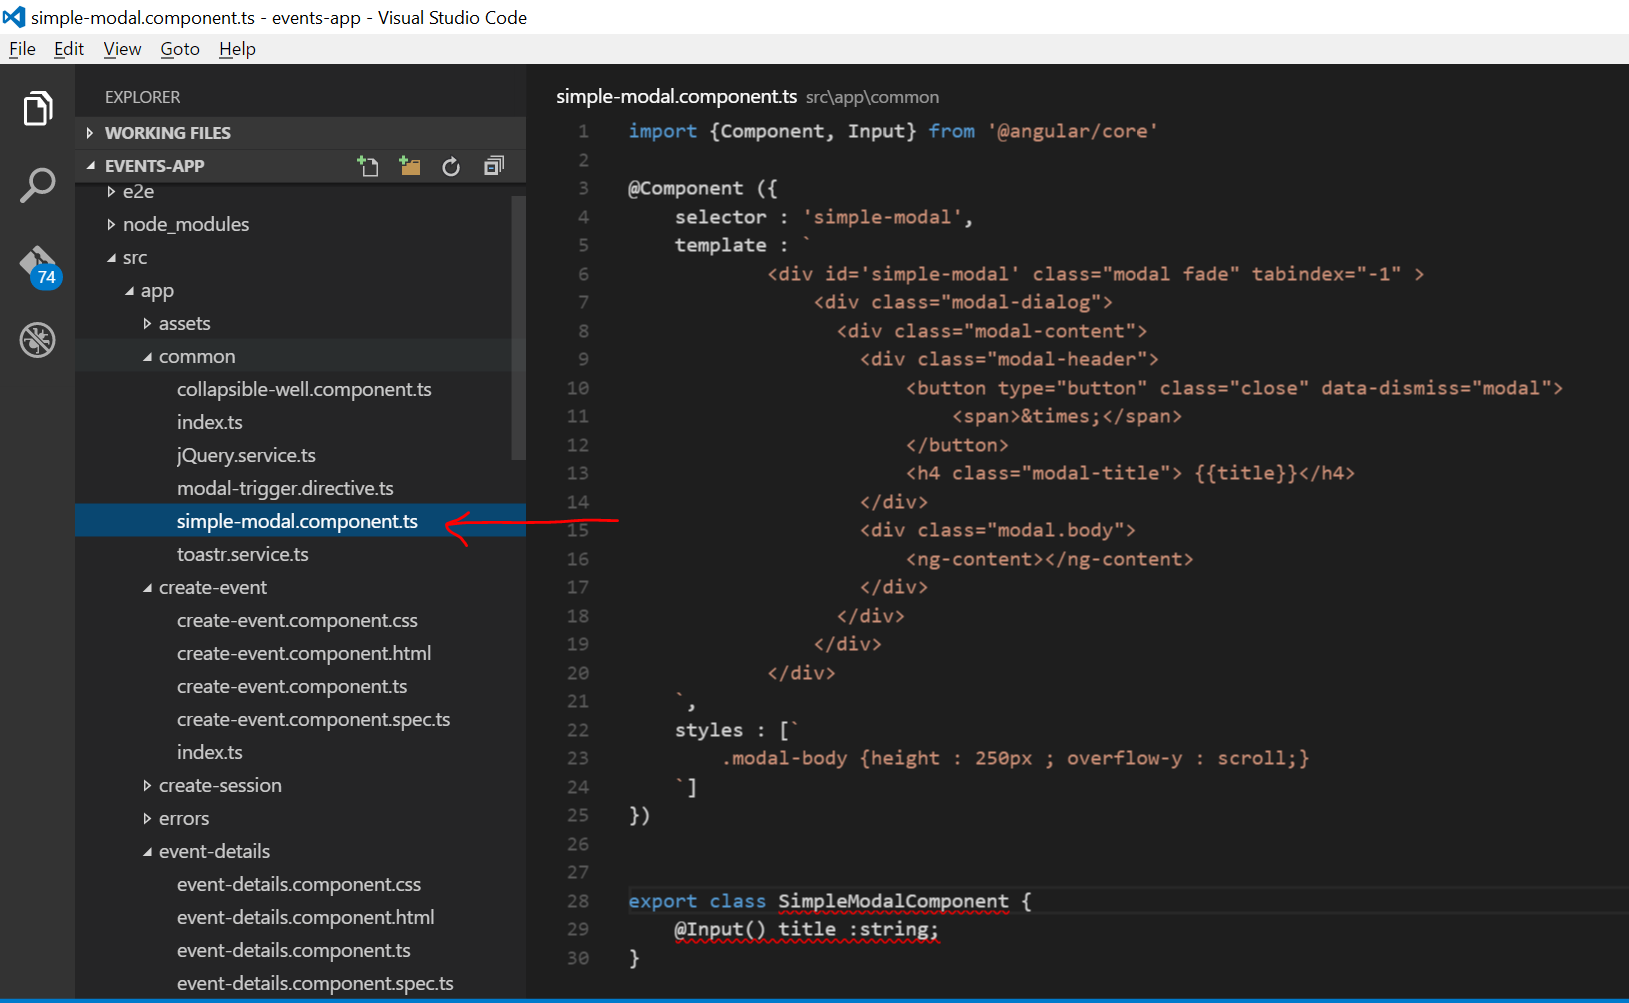 simple-modal.component.ts - events-app - Visual Studio Code
File Edit View Goto Help
EXPLORER
WORKING FILES
EVENTS-APP
e2e
node_modules
src
app
assets
common
collapsible-well.component.ts
index.ts
jQuery.service.ts
modal-trigger.directive.ts
simple-modal.component.ts
toastr.service.ts
create-event
create-event.component.css
create-event.component.html
create-event.component.ts
create-event.component.spec.ts
index.ts
create-session
errors
event-details
event-details.component.css
event-details.component.html
event-details.component.ts
event-details.component.spec.ts
74
simple-modal.component.ts src\app\common
1 import {Component, Input} from '@angular/core'
2
3 @Component ({
4 selector : 'simple-modal',
5 template : `
6 <div id='simple-modal' class="modal fade" tabindex="-1" >
7 <div class="modal-dialog">
8 <div class="modal-content">
9 <div class="modal-header">
10 <button type="button" class="close" data-dismiss="modal">
11 <span>&times;</span>
12 </button>
13 <h4 class="modal-title"> {{title}}</h4>
14 </div>
15 <div class="modal.body">
16 <ng-content></ng-content>
17 </div>
18 </div>
19 </div>
20 </div>
21 `,
22 styles : [`
23 .modal-body {height : 250px ; overflow-y : scroll;}
24 `]
25 })
26
27
28 export class SimpleModalComponent {
29 @Input() title :string;
30 }